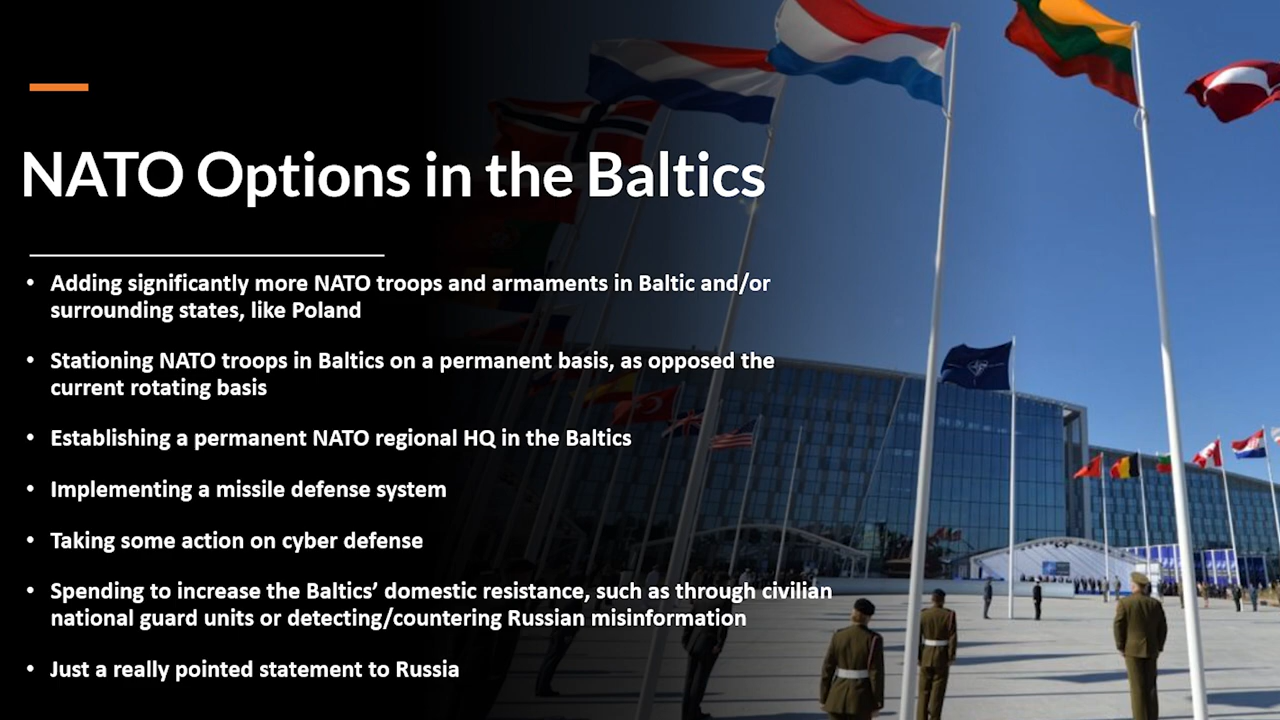 NATO Options in the Baltics
• Adding significantly more NATO troops and armaments in Baltic and/or
surrounding states, like Poland
• Stationing NATO troops in Baltics on a permanent basis, as opposed the
current rotating basis
• Establishing a permanent NATO regional HQ in the Baltics
• Implementing a missile defense system
• Taking some action on cyber defense
• Spending to increase the Baltics’ domestic resistance, such as through civilian
national guard units or detecting/countering Russian misinformation
• Just a really pointed statement to Russia